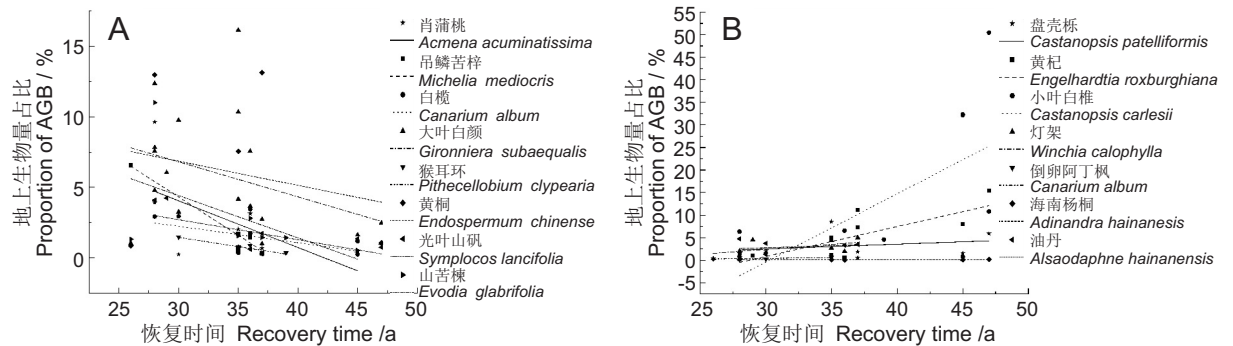 A
地上生物量占比
Proportion of AGB / %
15
10
5
0
25
30
35
40
45
50
恢复时间 Recovery time /a
肖蒲桃
Acmena acuminatissima
吊鳞苦梓
Michelia mediocris
白榄
Canarium album
大叶白颜
Gironniera subaequalis
猴耳环
Pithecellobium clypearia
黄桐
Endospermum chinense
光叶山矾
Symplocos lancifolia
山苦楝
Evodia glabrifolia
B
地上生物量占比
Proportion of AGB / %
55
50
45
40
35
30
25
20
15
10
5
0
-5
25
30
35
40
45
50
恢复时间 Recovery time /a
盘壳栎
Castanopsis patelliformis
黄杞
Engelhardtia roxburghiana
小叶白椎
Castanopsis carlesii
灯架
Winchia calophylla
倒卵阿丁枫
Canarium album
海南杨桐
Adinandra hainanesis
油丹
Alsaodaphne hainanensis